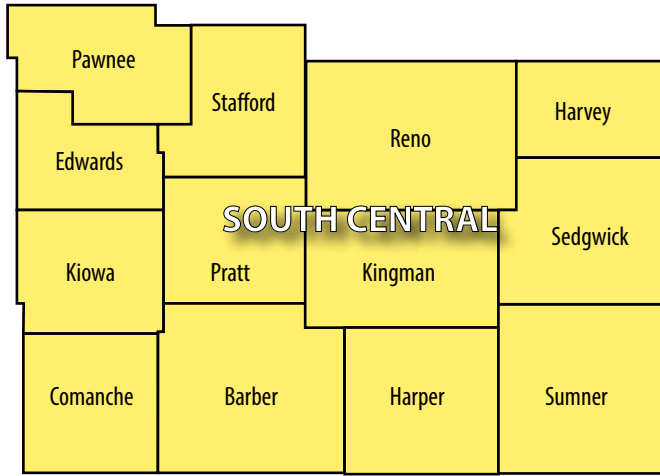 Pawnee
Stafford
Reno
Harvey
Edwards
SOUTH CENTRAL
Sedgwick
Kiowa
Pratt
Kingman
Comanche
Barber
Harper
Sumner